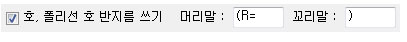 호, 폴리선 호 반지름 쓰기 머리말 : (R= 꼬리말 : )